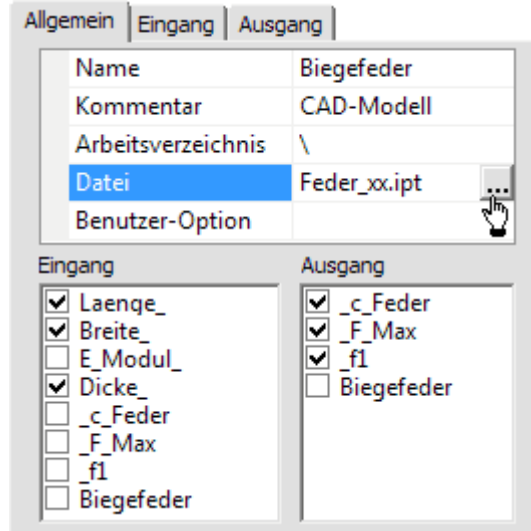 Allgemein Eingang Ausgang
Name Biegefeder
Kommentar CAD-Modell
Arbeitsverzeichnis \
Datei Feder_xx.ipt ...
Benutzer-Option
Eingang
Laenge_
Breite_
E_Modul_
Dicke_
_c_Feder
_F_Max
_f1
Biegefeder
Ausgang
_c_Feder
_F_Max
_f1
Biegefeder